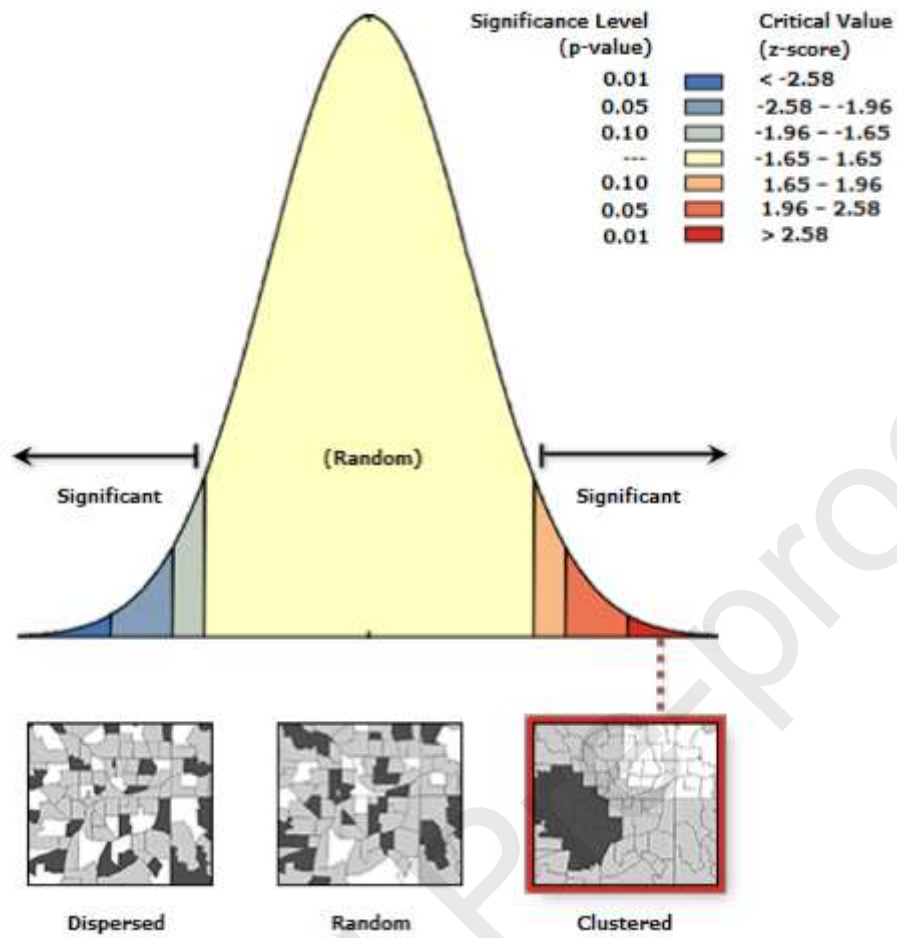 Significance Level Critical Value
(p-value) (z-score)
0.01 < -2.58
0.05 -2.58 – -1.96
0.10 -1.96 – -1.65
--- -1.65 – 1.65
0.10 1.65 – 1.96
0.05 1.96 – 2.58
0.01 > 2.58
(Random)
Significant Significant
Dispersed Random Clustered